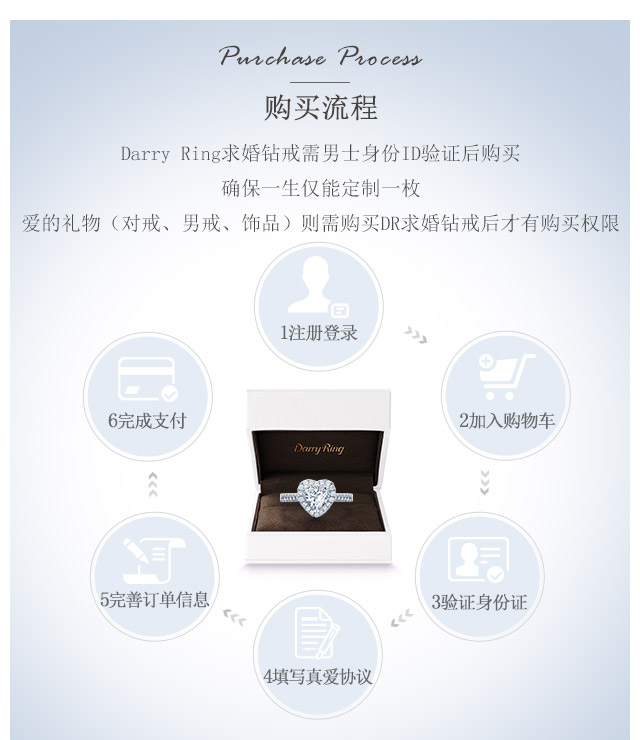 Purchase Process
购买流程
Darry Ring求婚钻戒需男士身份ID验证后购买
确保一生仅能定制一枚
爱的礼物（对戒、男戒、饰品）则需购买DR求婚钻戒后才有购买权限
1注册登录
2加入购物车
3验证身份证
4填写真爱协议
5完善订单信息
6完成支付
Darry Ring